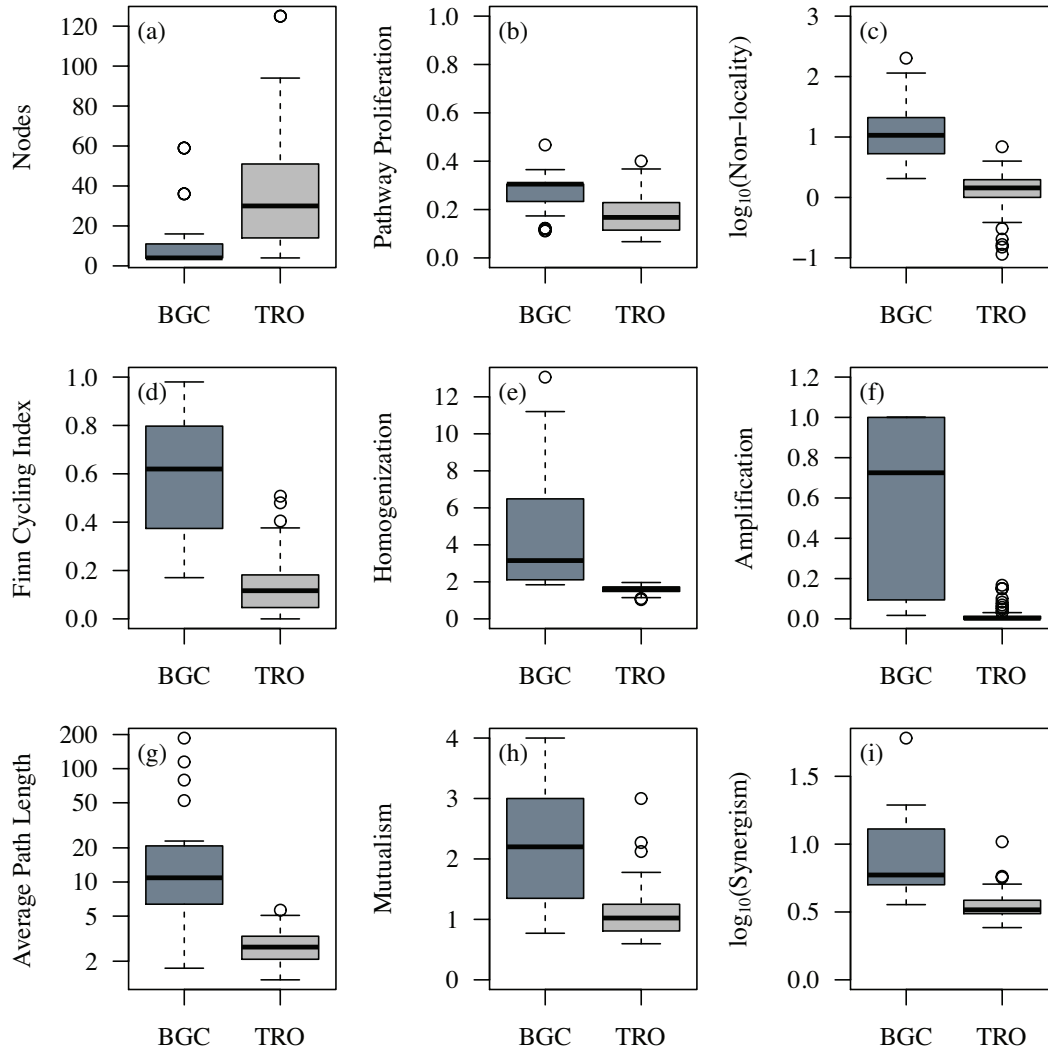 (a)
Nodes
120
100
80
60
40
20
0
BGC TRO
(b)
Pathway Proliferation
1.0
0.8
0.6
0.4
0.2
0.0
BGC TRO
(c)
log₁₀(Non−locality)
3
2
1
0
−1
BGC TRO
(d)
Finn Cycling Index
1.0
0.8
0.6
0.4
0.2
0.0
BGC TRO
(e)
Homogenization
12
10
8
6
4
2
0
BGC TRO
(f)
Amplification
1.2
1.0
0.8
0.6
0.4
0.2
0.0
BGC TRO
(g)
Average Path Length
200
100
50
20
10
5
2
BGC TRO
(h)
Mutualism
4
3
2
1
0
BGC TRO
(i)
log₁₀(Synergism)
1.5
1.0
0.5
0.0
BGC TRO